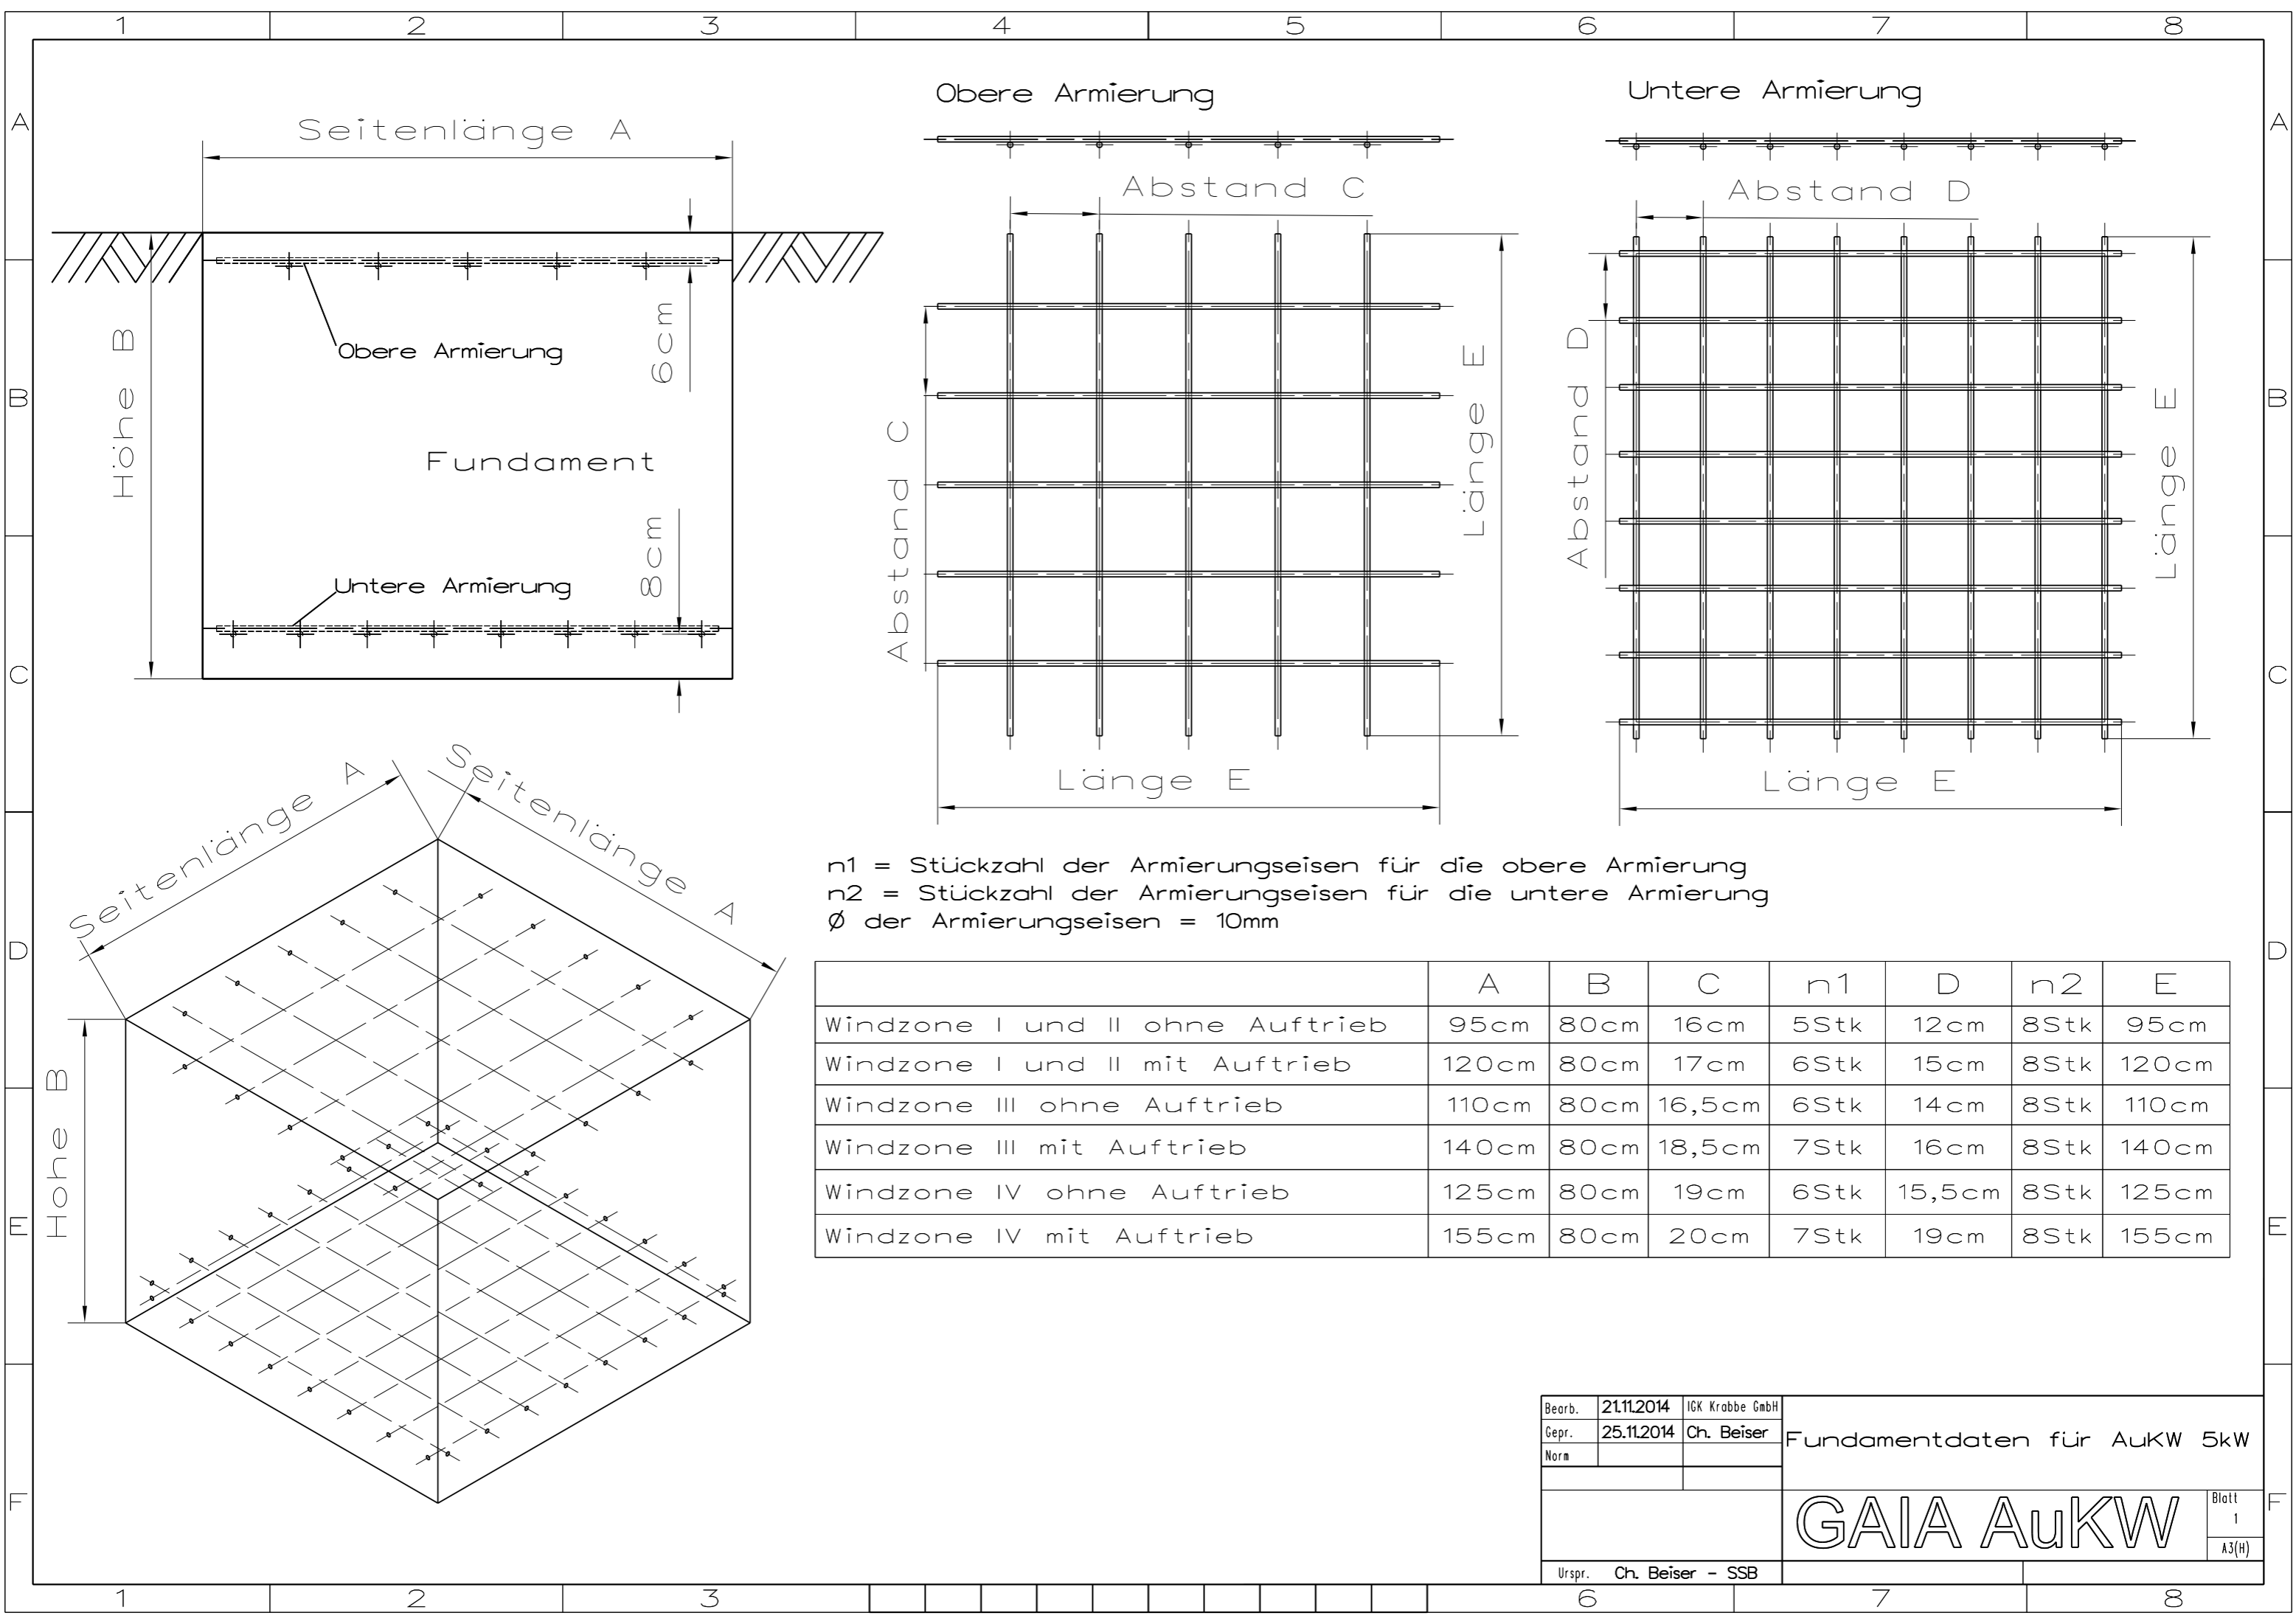 1 2 3 4 5 6 7 8
A A
B B
C C
D D
E E
F F
Seitenlänge A
Höhe B
Obere Armierung
6cm
Fundament
8cm
Untere Armierung
Obere Armierung
Abstand C
Abstand C
Länge E
Länge E
Untere Armierung
Abstand D
Abstand D
Länge E
Länge E
Seitenlänge A
Seitenlänge A
Höhe B
n1 = Stückzahl der Armierungseisen für die obere Armierung
n2 = Stückzahl der Armierungseisen für die untere Armierung
Ø der Armierungseisen = 10mm
A B C n1 D n2 E
Windzone I und II ohne Auftrieb 95cm 80cm 16cm 5Stk 12cm 8Stk 95cm
Windzone I und II mit Auftrieb 120cm 80cm 17cm 6Stk 15cm 8Stk 120cm
Windzone III ohne Auftrieb 110cm 80cm 16,5cm 6Stk 14cm 8Stk 110cm
Windzone III mit Auftrieb 140cm 80cm 18,5cm 7Stk 16cm 8Stk 140cm
Windzone IV ohne Auftrieb 125cm 80cm 19cm 6Stk 15,5cm 8Stk 125cm
Windzone IV mit Auftrieb 155cm 80cm 20cm 7Stk 19cm 8Stk 155cm
Bearb. 21.11.2014 IGK Krabbe GmbH
Gepr. 25.11.2014 Ch. Beiser
Norm
Fundamentdaten für AuKW 5kW
GAIA AuKW
Blatt
1
A3(H)
Urspr. Ch. Beiser - SSB
1 2 3 6 7 8